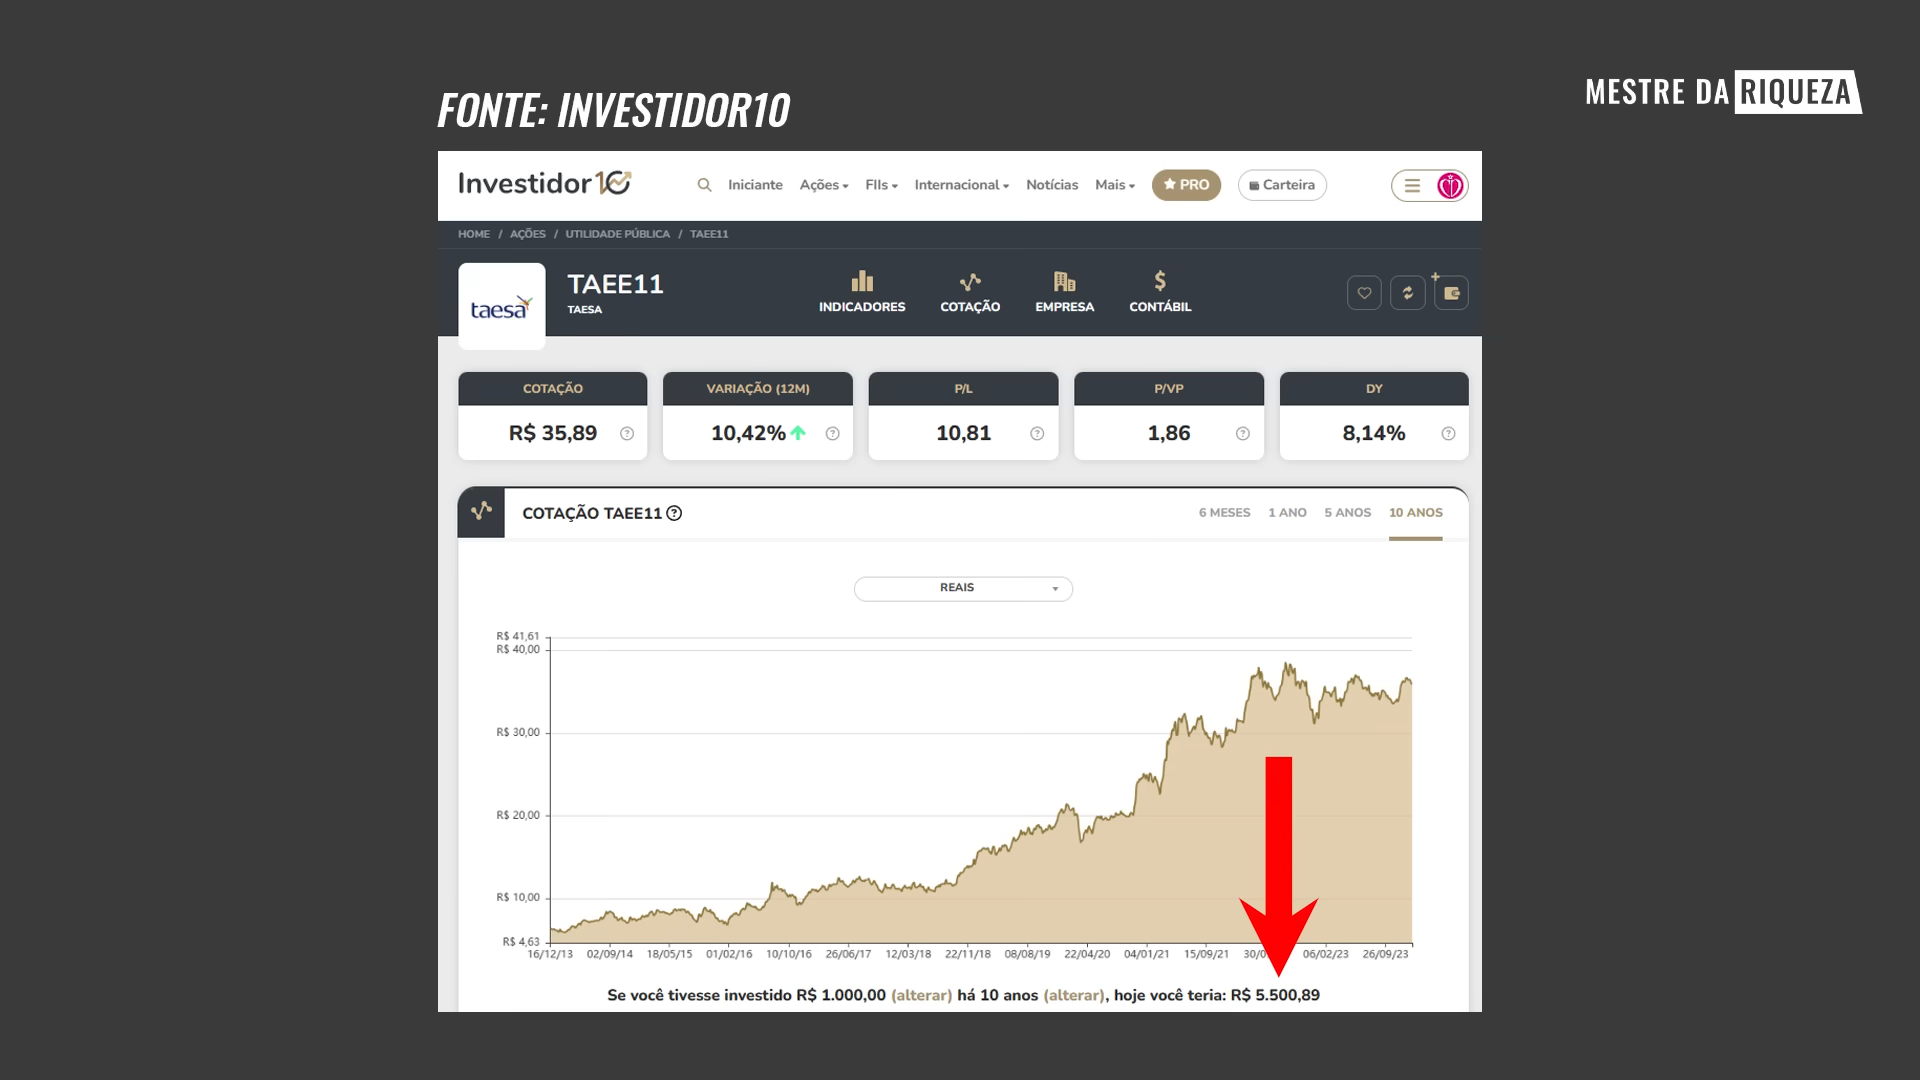 MESTRE DA RIQUEZA
FONTE: INVESTIDOR10
Investidor10
Iniciante Ações FIIs Internacional Notícias Mais PRO Carteira
HOME / AÇÕES / UTILIDADE PÚBLICA / TAEE11
taesa
TAEE11
TAESA
INDICADORES COTAÇÃO EMPRESA CONTÁBIL
COTAÇÃO VARIAÇÃO (12M) P/L P/VP DY
R$ 35,89 10,42% 10,81 1,86 8,14%
COTAÇÃO TAEE11
6 MESES 1 ANO 5 ANOS 10 ANOS
REAIS
R$ 41,61
R$ 40,00
R$ 30,00
R$ 20,00
R$ 10,00
R$ 4,63
16/12/13 02/09/14 18/05/15 01/02/16 10/10/16 26/06/17 12/03/18 22/11/18 08/08/19 22/04/20 04/01/21 15/09/21 06/02/23 26/09/23
Se você tivesse investido R$ 1.000,00 (alterar) há 10 anos (alterar), hoje você teria: R$ 5.500,89